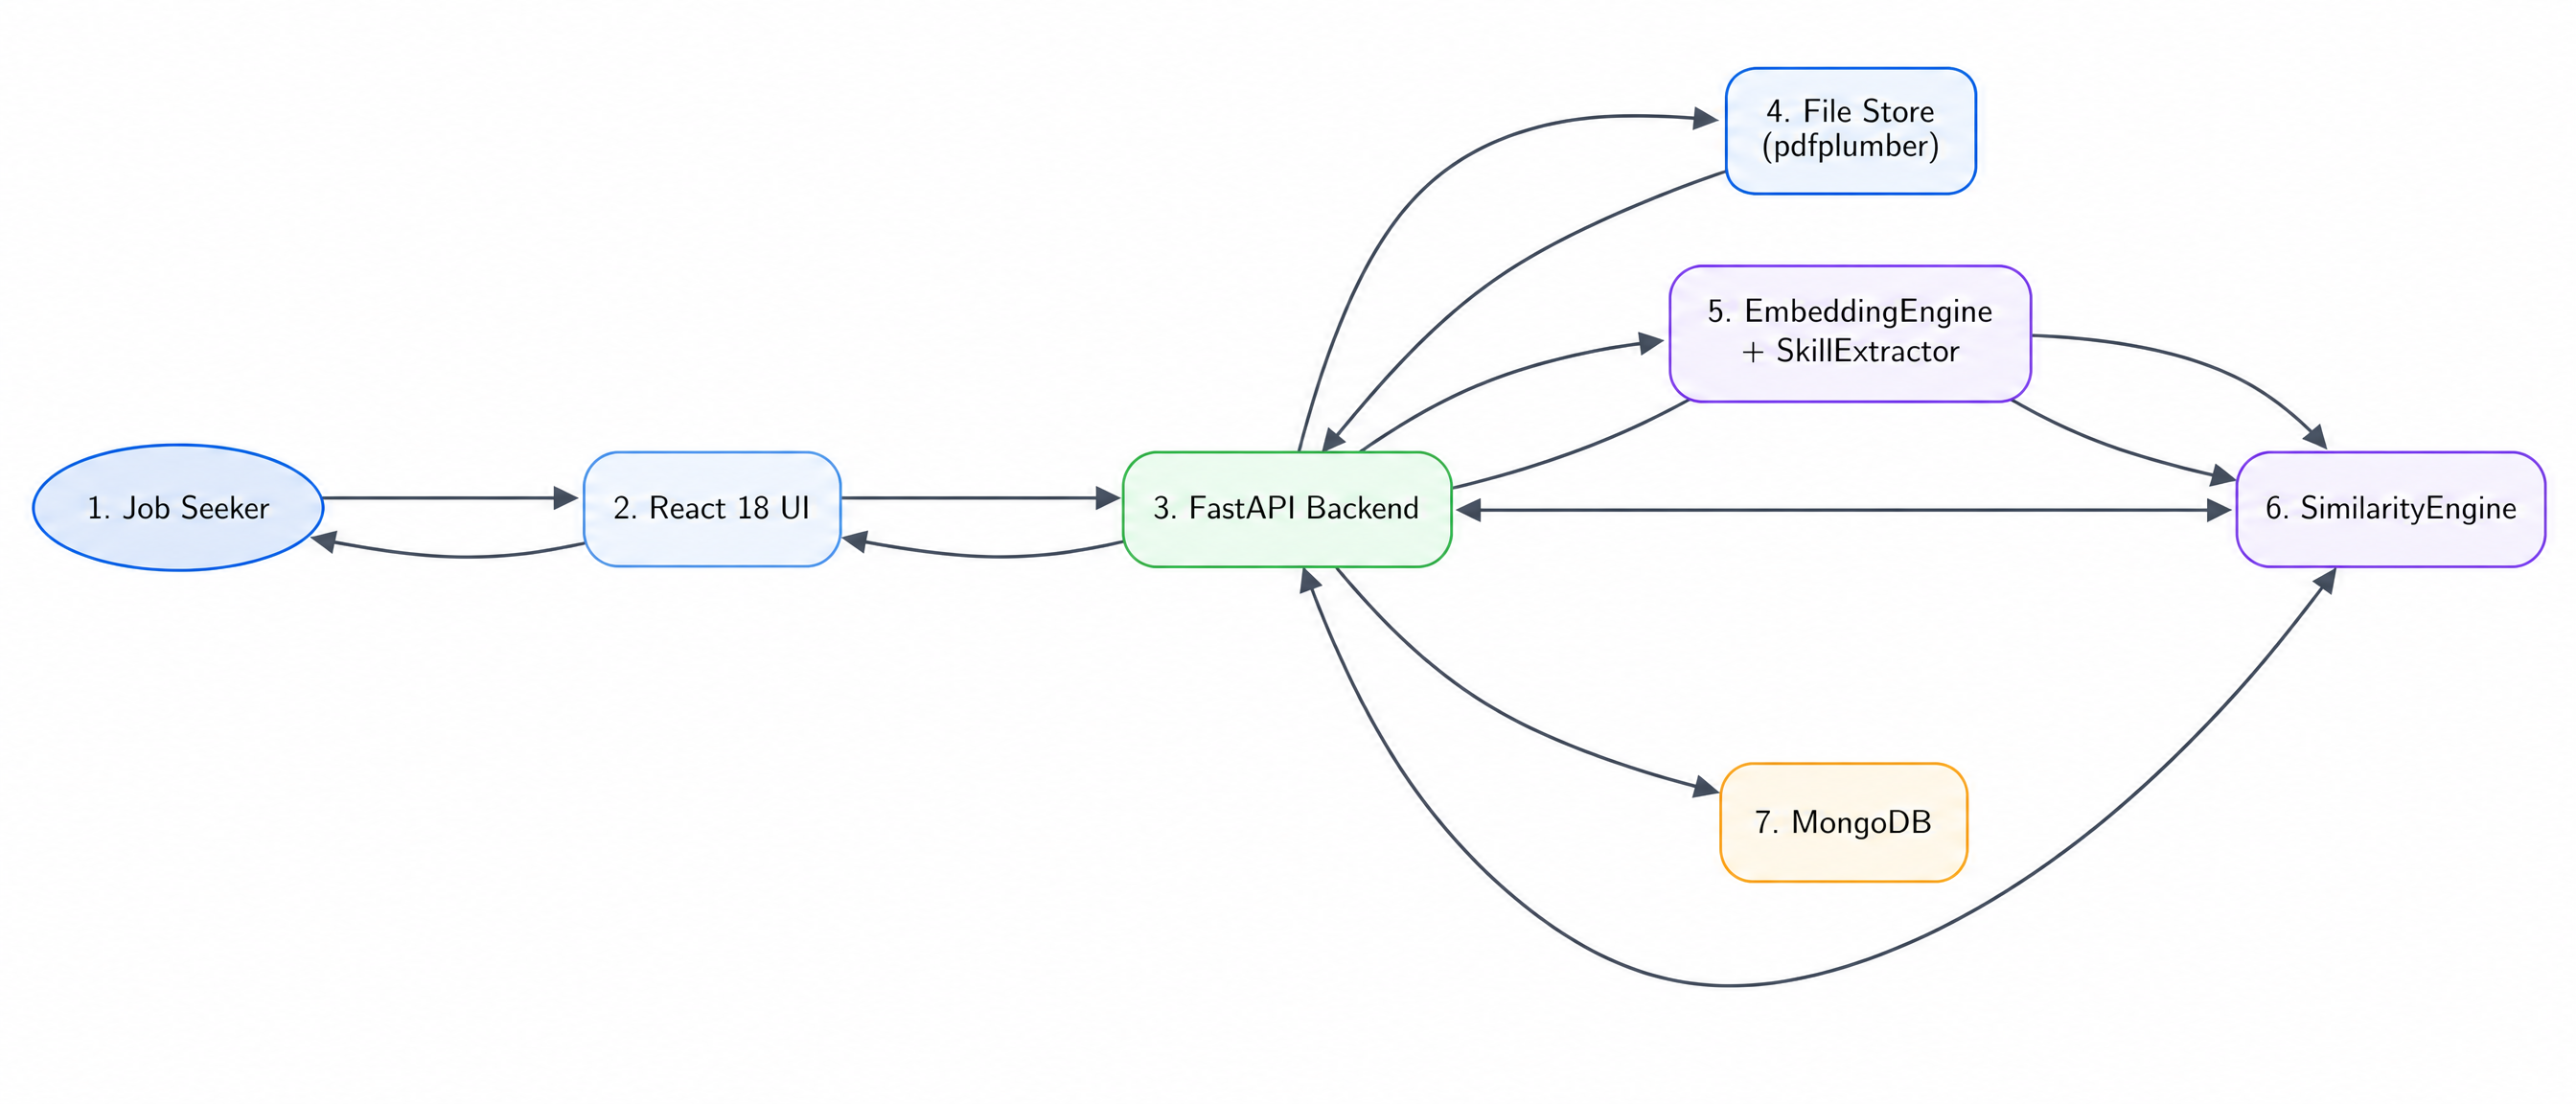 1. Job Seeker
2. React 18 UI
3. FastAPI Backend
4. File Store
(pdfplumber)
5. EmbeddingEngine
+ SkillExtractor
6. SimilarityEngine
7. MongoDB